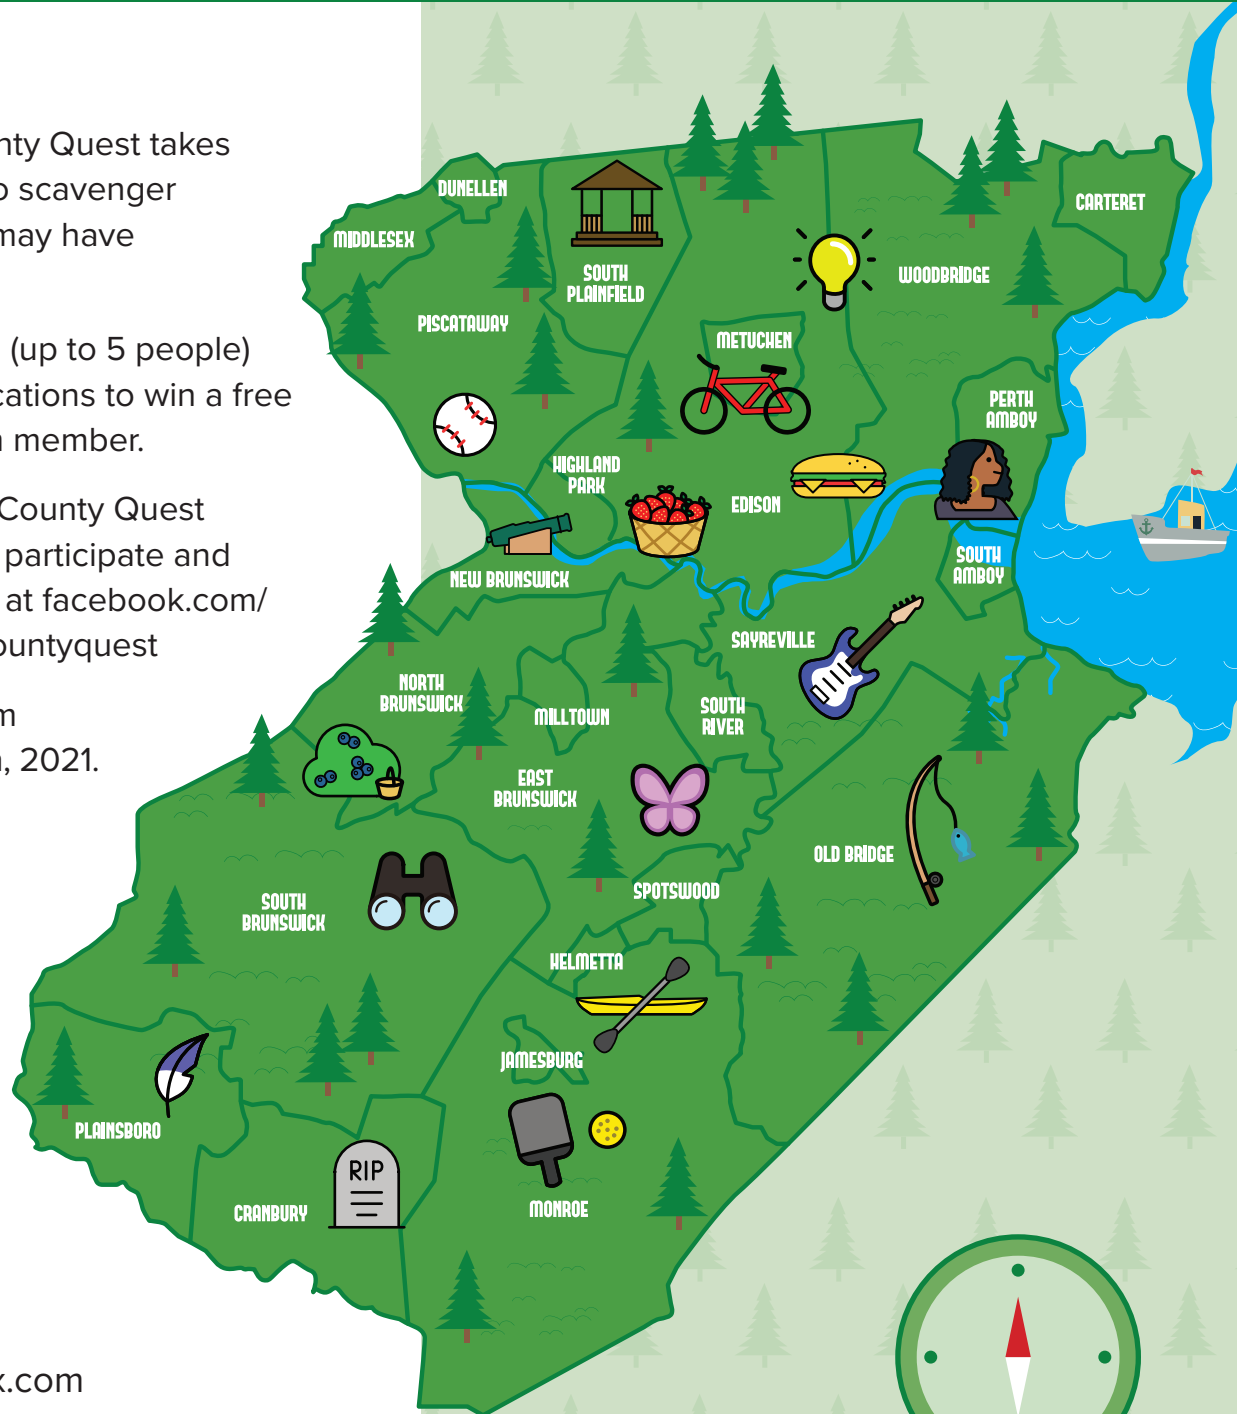 nty Quest takes
o scavenger
may have
(up to 5 people)
cations to win a free
member.
County Quest
participate and
at facebook.com/
ountyquest
m
, 2021.
x.com
DUNELLEN
MIDDLESEX
CARTERET
SOUTH
PLAINFIELD
WOODBRIDGE
PISCATAWAY
METUCHEN
PERTH
AMBOY
HIGHLAND
PARK
EDISON
NEW BRUNSWICK
SOUTH
AMBOY
SAYREVILLE
NORTH
BRUNSWICK
MILLTOWN
SOUTH
RIVER
EAST
BRUNSWICK
OLD BRIDGE
SPOTSWOOD
SOUTH
BRUNSWICK
HELMETTA
JAMESBURG
PLAINSBORO
RIP
CRANBURY
MONROE